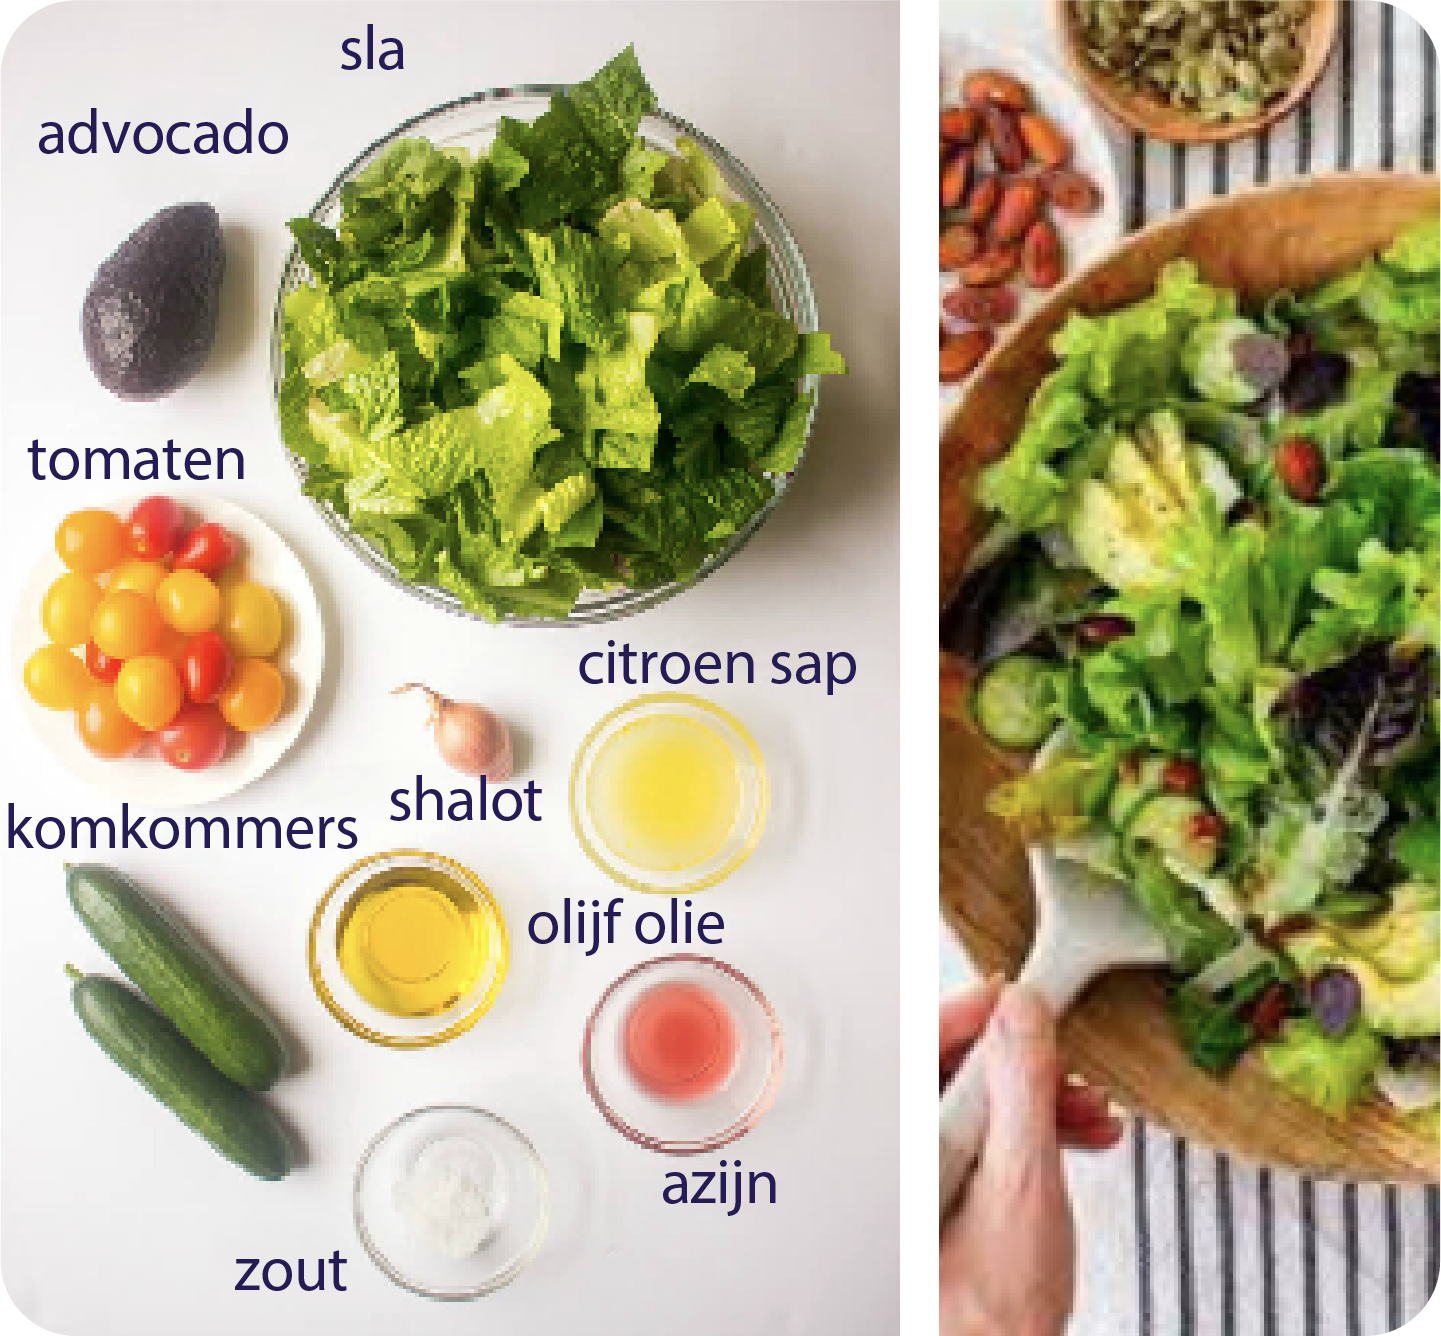 sla
advocado
tomaten
citroen sap
shalot
komkommers
olijf olie
azijn
zout